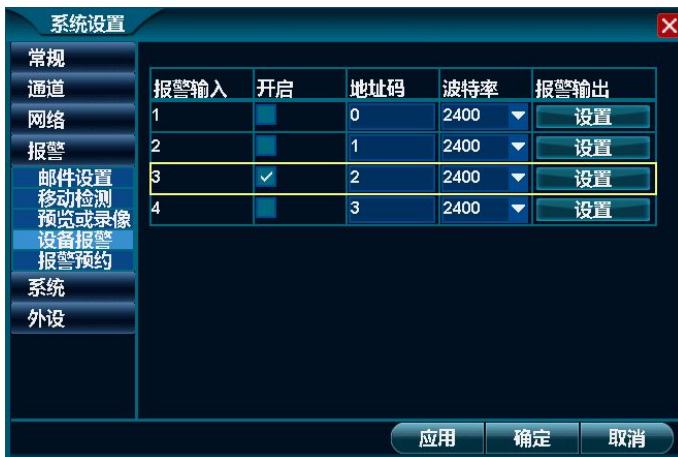 系统设置
常规
通道
网络
报警
邮件设置
移动检测
预览或录像
设备报警
报警预约
系统
外设
报警输入 开启 地址码 波特率 报警输出
1 0 2400 设置
2 1 2400 设置
3 2 2400 设置
4 3 2400 设置
应用 确定 取消